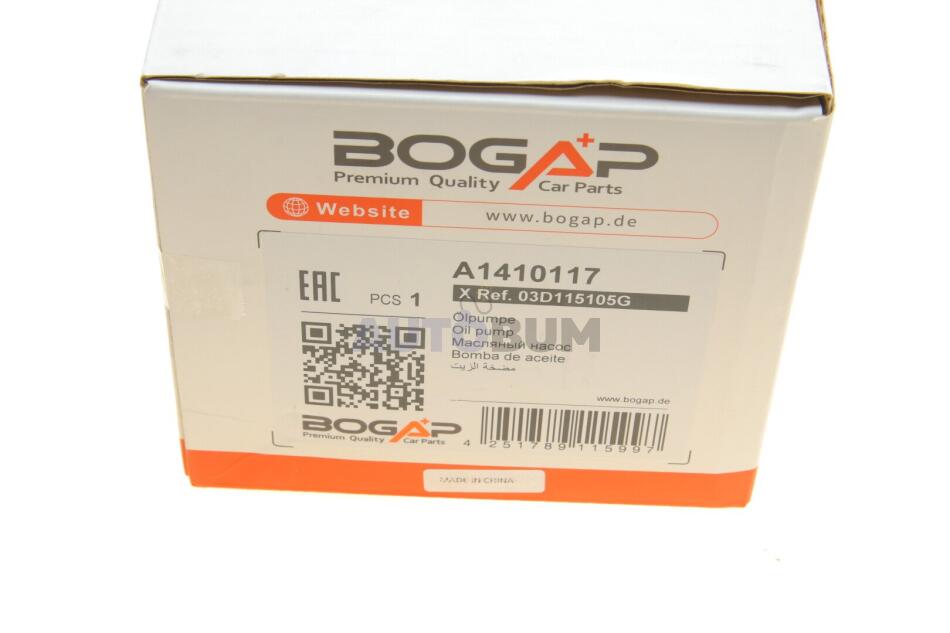 BOGAP
Premium Quality Car Parts
Website www.bogap.de
EAC
PCS 1
A1410117
X Ref. 03D115105G
Ölpumpe
Oil pump
Масляный насос
Bomba de aceite
مضخة الزيت
AUTOBUM
www.bogap.de
BOGAP
Premium Quality Car Parts
4 251789 115997
MADE IN CHINA